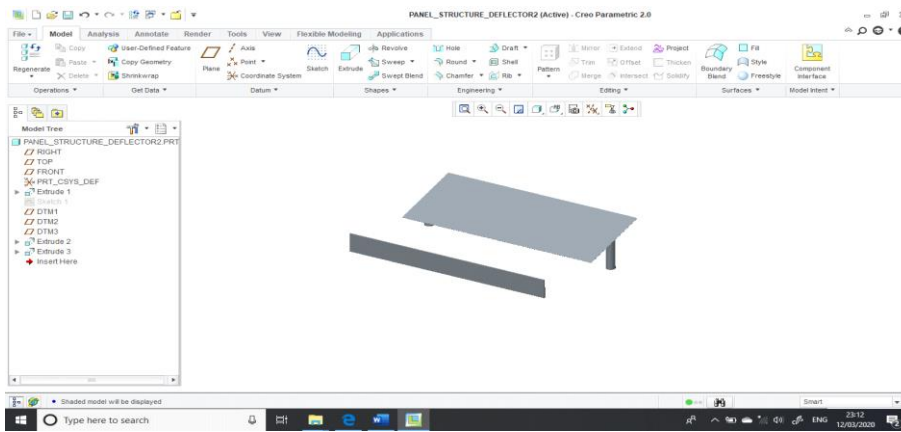 PANEL_STRUCTURE_DEFLECTOR2 (Active) - Creo Parametric 2.0
File Model Analysis Annotate Render Tools View Flexible Modeling Applications
Regenerate
Copy
Paste
Delete
Operations
User-Defined Feature
Copy Geometry
Shrinkwrap
Get Data
Plane
Axis
Point
Coordinate System
Sketch
Datum
Extrude
Revolve
Sweep
Swept Blend
Shapes
Hole
Round
Chamfer
Draft
Shell
Rib
Engineering
Pattern
Mirror
Trim
Merge
Extend
Offset
Intersect
Project
Thicken
Solidify
Editing
Boundary Blend
Fill
Style
Freestyle
Surfaces
Component Interface
Model Intent
Model Tree
PANEL_STRUCTURE_DEFLECTOR2.PRT
RIGHT
TOP
FRONT
PRT_CSYS_DEF
Extrude 1
Sketch 1
DTM1
DTM2
DTM3
Extrude 2
Extrude 3
Insert Here
Shaded model will be displayed
Smart
Type here to search
ENG
23:12
12/03/2020